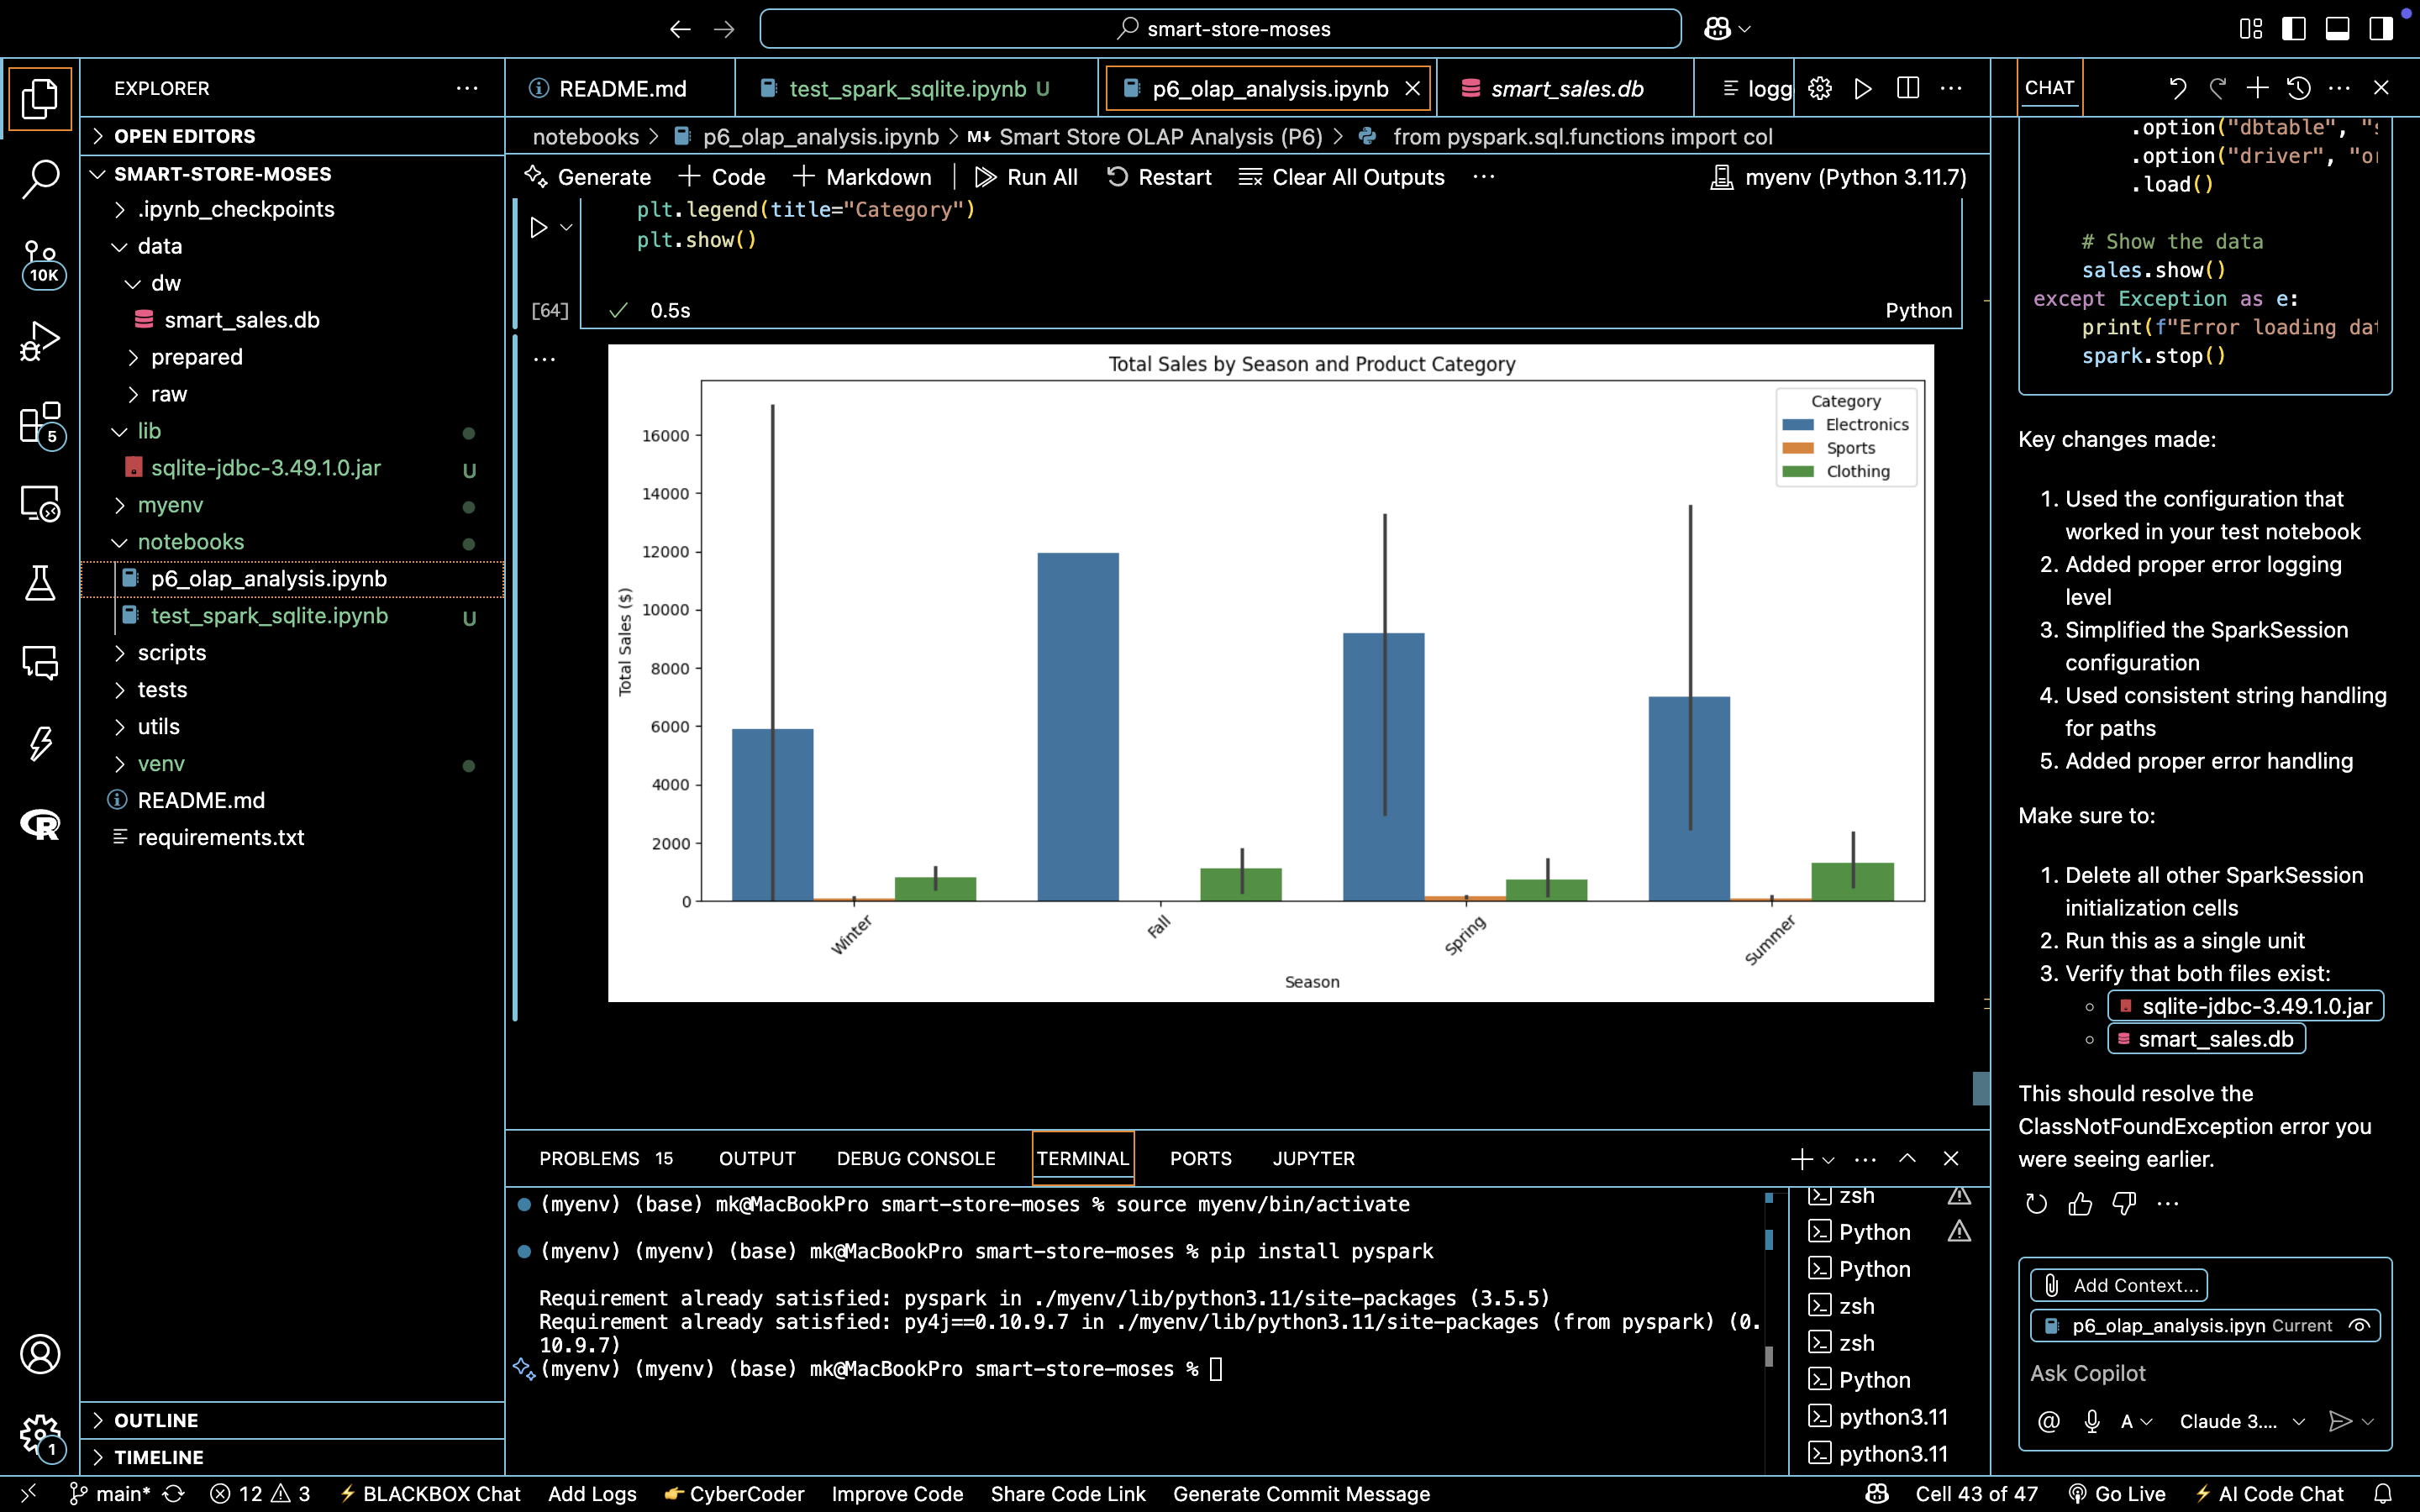 smart-store-moses
EXPLORER
OPEN EDITORS
SMART-STORE-MOSES
.ipynb_checkpoints
data
dw
smart_sales.db
prepared
raw
lib
sqlite-jdbc-3.49.1.0.jar U
myenv
notebooks
p6_olap_analysis.ipynb
test_spark_sqlite.ipynb U
scripts
tests
utils
venv
README.md
requirements.txt
OUTLINE
TIMELINE
10K
5
1
README.md
test_spark_sqlite.ipynb U
p6_olap_analysis.ipynb
smart_sales.db
logg
notebooks > p6_olap_analysis.ipynb > M↓ Smart Store OLAP Analysis (P6) > from pyspark.sql.functions import col
Generate + Code + Markdown | Run All Restart Clear All Outputs ... myenv (Python 3.11.7)
plt.legend(title="Category")
plt.show()
[64] ✓ 0.5s Python
Total Sales by Season and Product Category
Category
Electronics
Sports
Clothing
16000
14000
12000
10000
8000
6000
4000
2000
0
Total Sales ($)
Winter
Fall
Spring
Summer
Season
PROBLEMS 15 OUTPUT DEBUG CONSOLE TERMINAL PORTS JUPYTER
(myenv) (base) mk@MacBookPro smart-store-moses % source myenv/bin/activate
(myenv) (myenv) (base) mk@MacBookPro smart-store-moses % pip install pyspark
Requirement already satisfied: pyspark in ./myenv/lib/python3.11/site-packages (3.5.5)
Requirement already satisfied: py4j==0.10.9.7 in ./myenv/lib/python3.11/site-packages (from pyspark) (0.
10.9.7)
(myenv) (myenv) (base) mk@MacBookPro smart-store-moses %
zsh
Python
Python
zsh
zsh
Python
python3.11
python3.11
CHAT
.option("dbtable",
.option("driver",
.load()
# Show the data
sales.show()
except Exception as e:
print(f"Error loading
spark.stop()
Key changes made:
1. Used the configuration that
worked in your test notebook
2. Added proper error logging
level
3. Simplified the SparkSession
configuration
4. Used consistent string handling
for paths
5. Added proper error handling
Make sure to:
1. Delete all other SparkSession
initialization cells
2. Run this as a single unit
3. Verify that both files exist:
sqlite-jdbc-3.49.1.0.jar
smart_sales.db
This should resolve the
ClassNotFoundException error you
were seeing earlier.
Add Context...
p6_olap_analysis.ipyn Current
Ask Copilot
@ A Claude 3....
main* 12 3 BLACKBOX Chat Add Logs CyberCoder Improve Code Share Code Link Generate Commit Message Cell 43 of 47 Go Live AI Code Chat